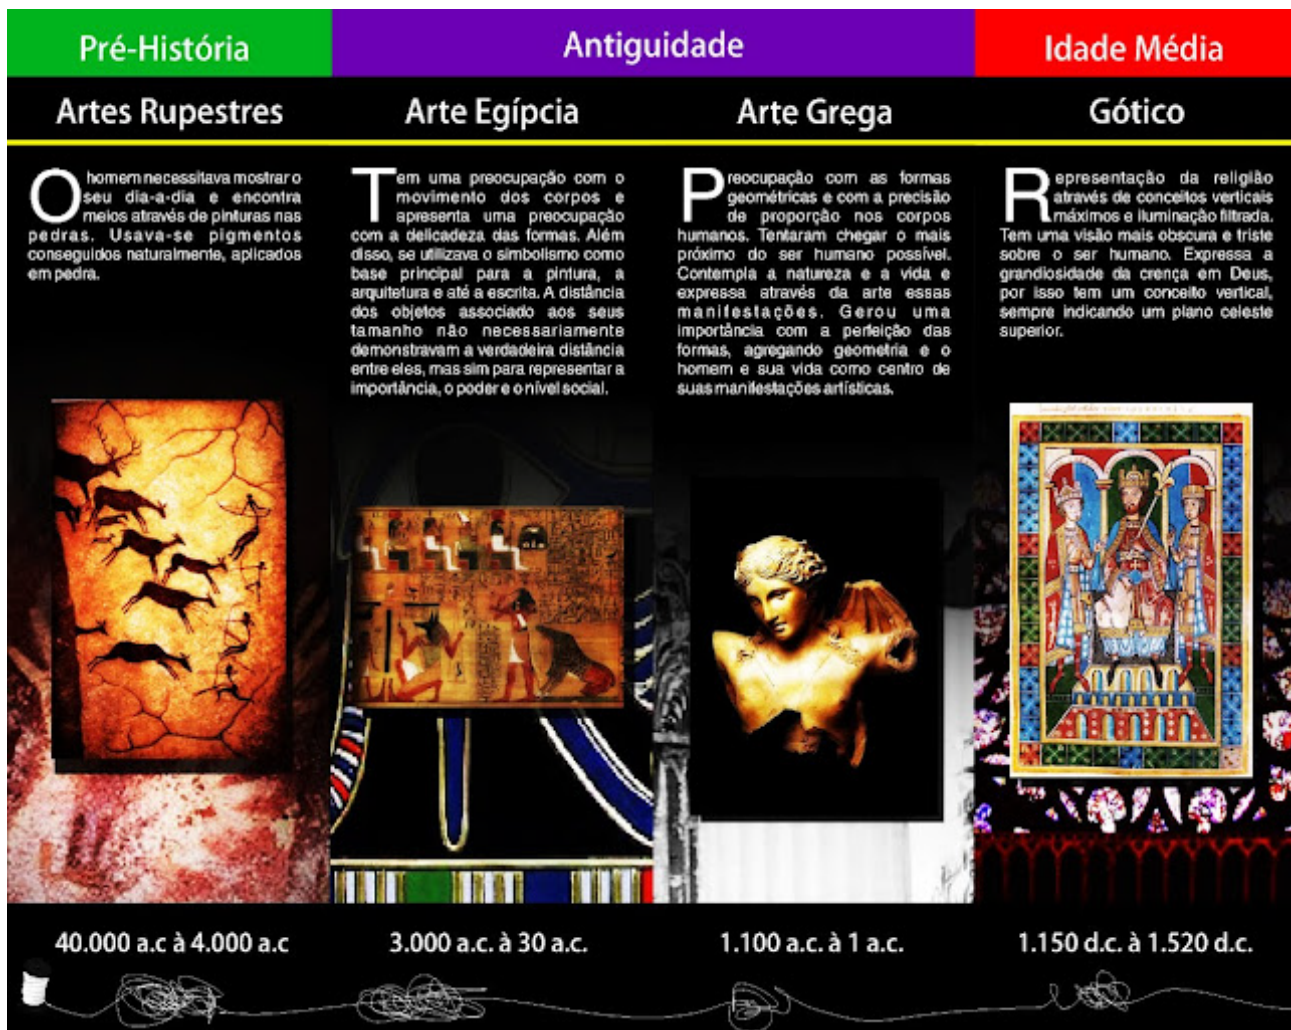 Pré-História
Antiguidade
Idade Média
Artes Rupestres
Arte Egípcia
Arte Grega
Gótico
O homem necessitava mostrar o
seu dia-a-dia e encontra
meios através de pinturas nas
pedras. Usava-se pigmentos
conseguidos naturalmente, aplicados
em pedra.
Tem uma preocupação com o
movimento dos corpos e
apresenta uma preocupação
com a delicadeza das formas. Além
disso, se utilizava o simbolismo como
base principal para a pintura, a
arquitetura e até a escrita. A distância
dos objetos associado aos seus
tamanho não necessariamente
demonstravam a verdadeira distância
entre eles, mas sim para representar a
importância, o poder e o nível social.
Preocupação com as formas
geométricas e com a precisão
de proporção nos corpos
humanos. Tentaram chegar o mais
próximo do ser humano possível.
Contempla a natureza e a vida e
expressa através da arte essas
manifestações. Gerou uma
importância com a perfeição das
formas, agregando geometria e o
homem e sua vida como centro de
suas manifestações artísticas.
Representação da religião
através de conceitos verticais
máximos e iluminação filtrada.
Tem uma visão mais obscura e triste
sobre o ser humano. Expressa a
grandiosidade da crença em Deus,
por isso tem um conceito vertical,
sempre indicando um plano celeste
superior.
40.000 a.c à 4.000 a.c
3.000 a.c. à 30 a.c.
1.100 a.c. à 1 a.c.
1.150 d.c. à 1.520 d.c.